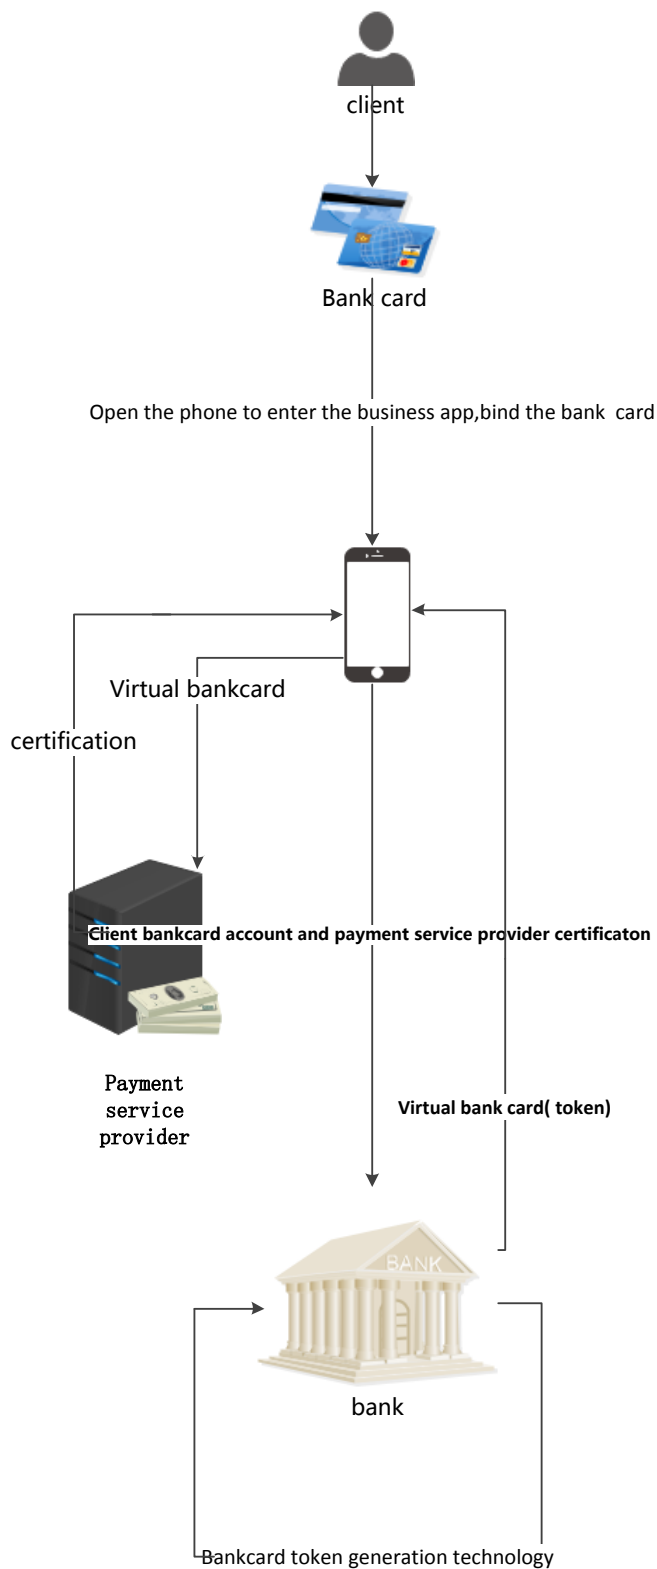 client
Bank card
Open the phone to enter the business app,bind the bank  card
Virtual bankcard
certification
Client bankcard account and payment service provider certificaton
Payment
service
provider
Virtual bank card( token)
BANK
bank
Bankcard token generation technology